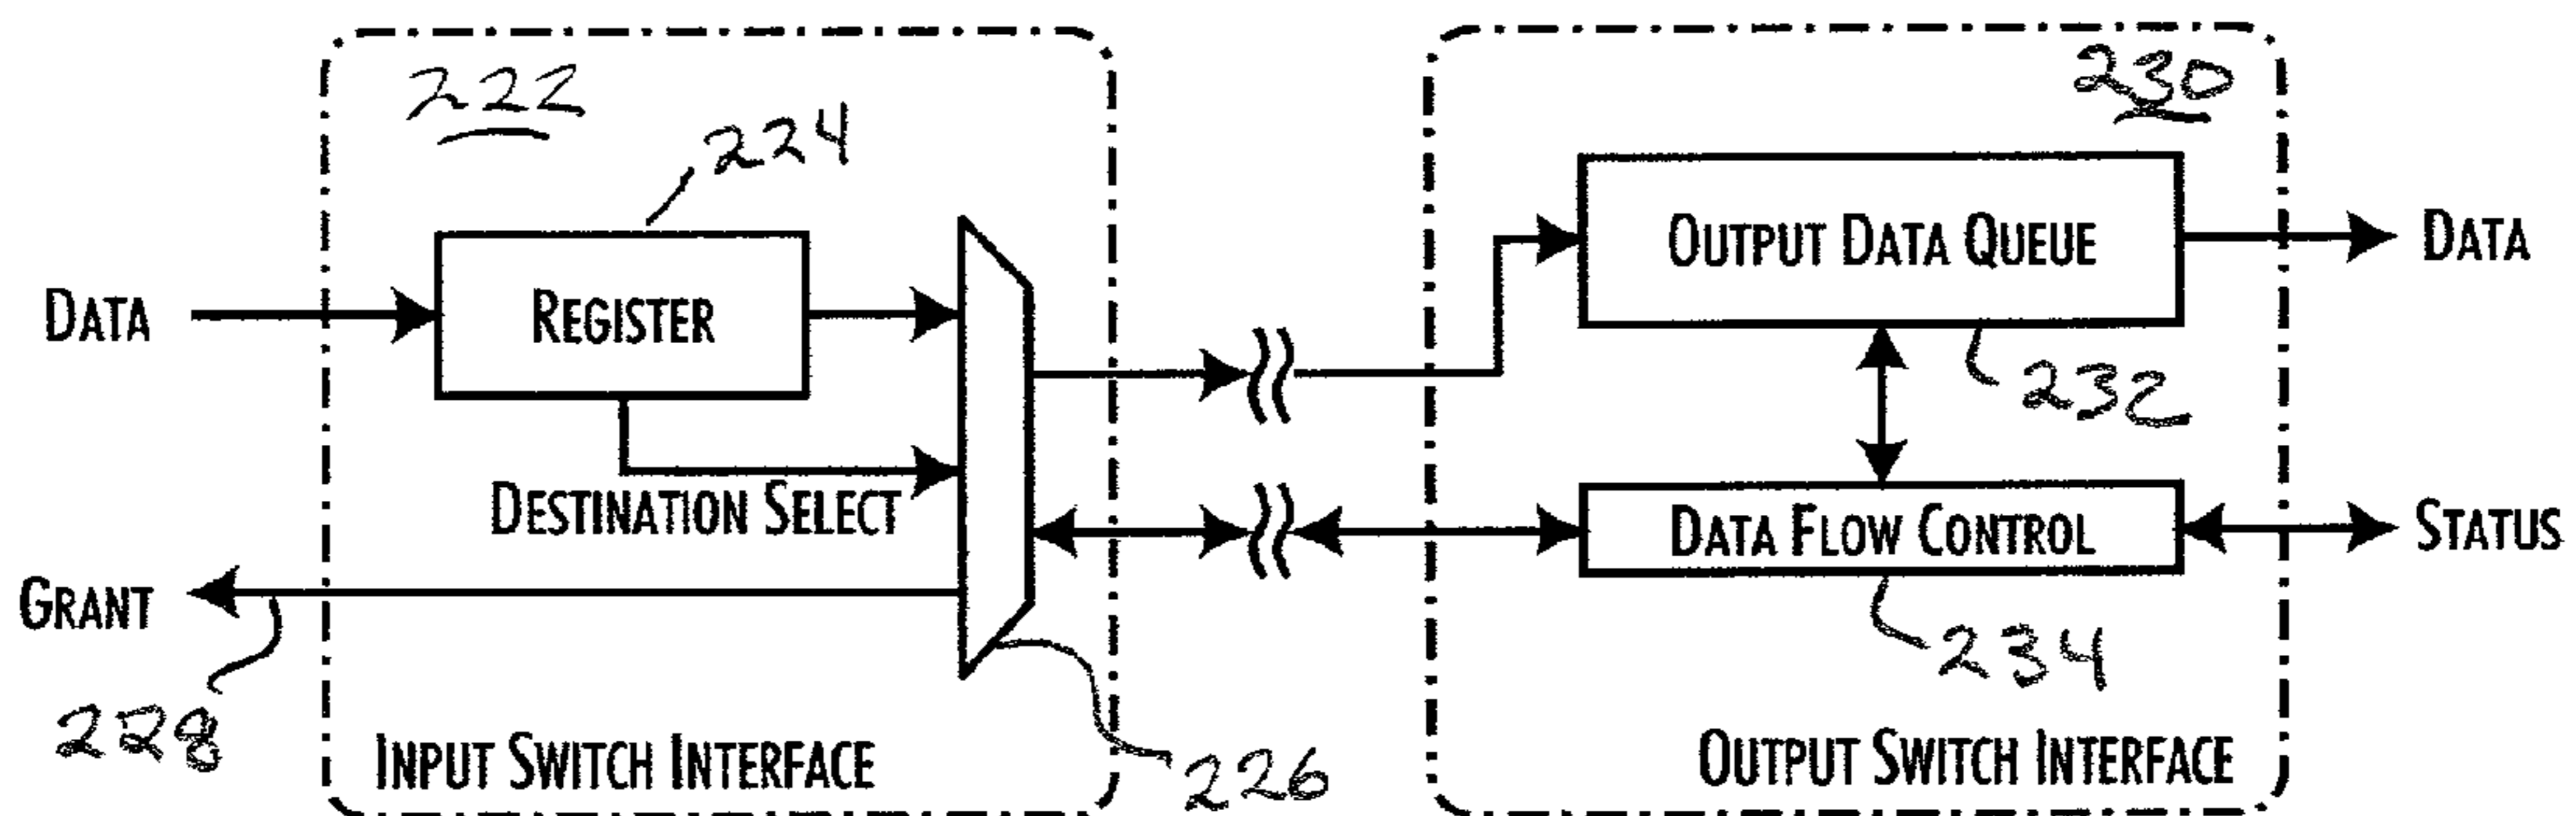 222
230
224
OUTPUT DATA QUEUE
DATA
DATA
REGISTER
232
DESTINATION SELECT
DATA FLOW CONTROL
STATUS
GRANT
234
228
INPUT SWITCH INTERFACE
226
OUTPUT SWITCH INTERFACE